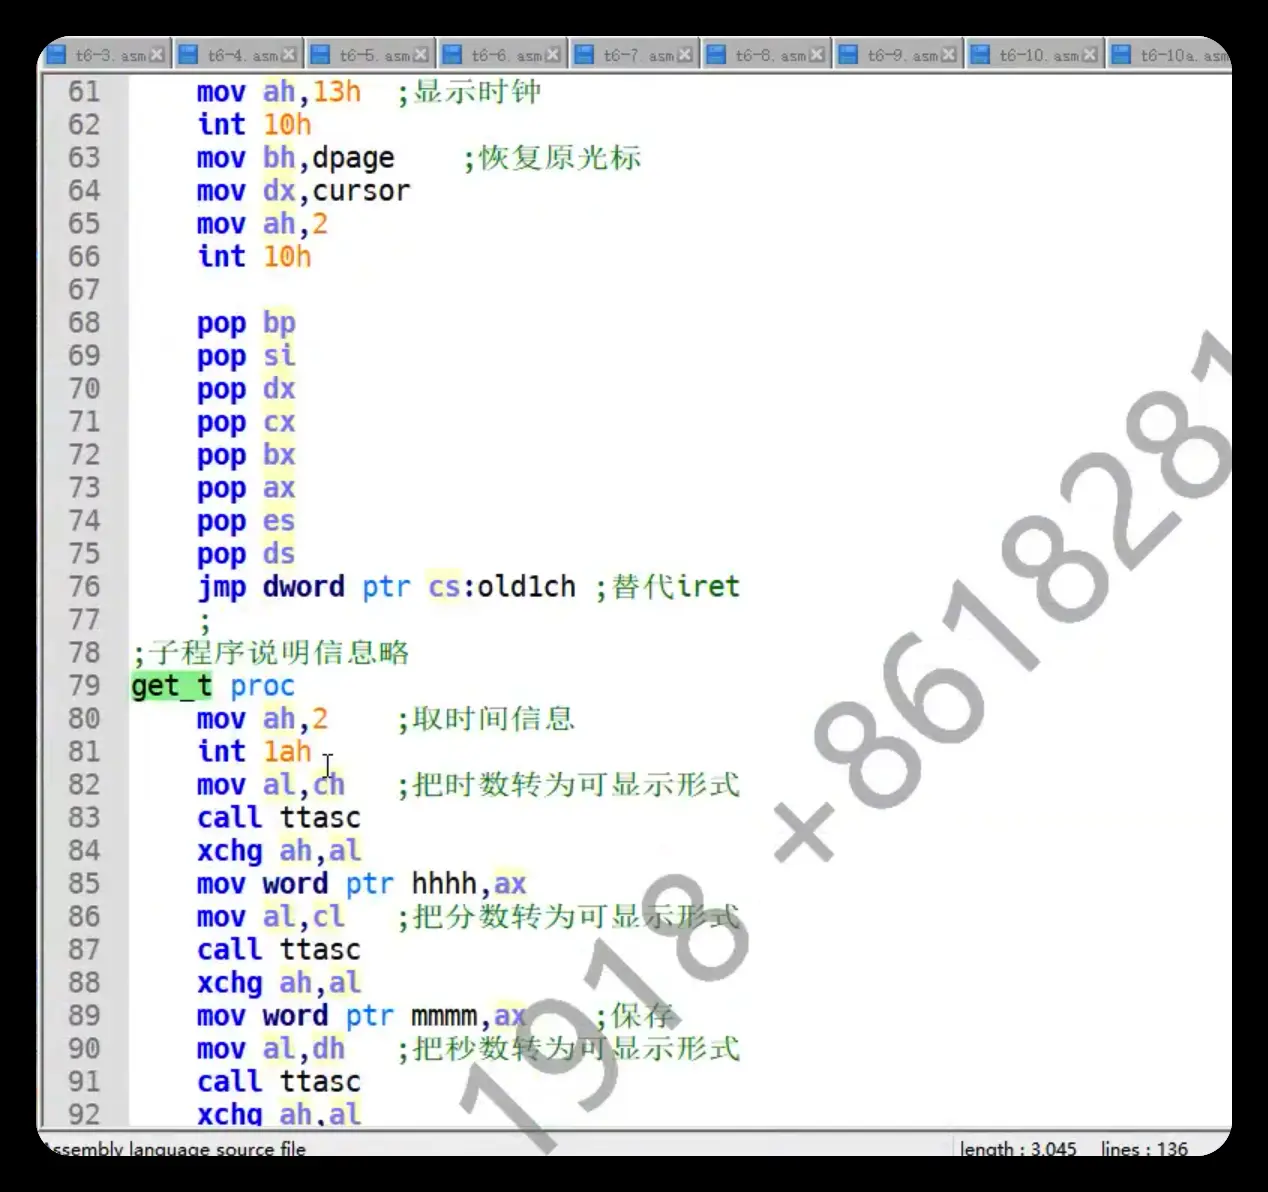 t6-3. asm t6-4. asm t6-5. asm t6-6. asm t6-7. asm t6-8. asm t6-9. asm t6-10. asm t6-10a. asm
61 mov ah,13h ;显示时钟
62 int 10h
63 mov bh,dpage ;恢复原光标
64 mov dx,cursor
65 mov ah,2
66 int 10h
67
68 pop bp
69 pop si
70 pop dx
71 pop cx
72 pop bx
73 pop ax
74 pop es
75 pop ds
76 jmp dword ptr cs:old1ch ;替代iret
77 ;
78 ;子程序说明信息略
79 get_t proc
80 mov ah,2 ;取时间信息
81 int 1ah
82 mov al,ch ;把时数转为可显示形式
83 call ttasc
84 xchg ah,al
85 mov word ptr hhhh,ax
86 mov al,cl ;把分数转为可显示形式
87 call ttasc
88 xchg ah,al
89 mov word ptr mmmm,ax ;保存
90 mov al,dh ;把秒数转为可显示形式
91 call ttasc
92 xchg ah,al
1918 +8618281
ssembly language source file length : 3,045 lines : 136